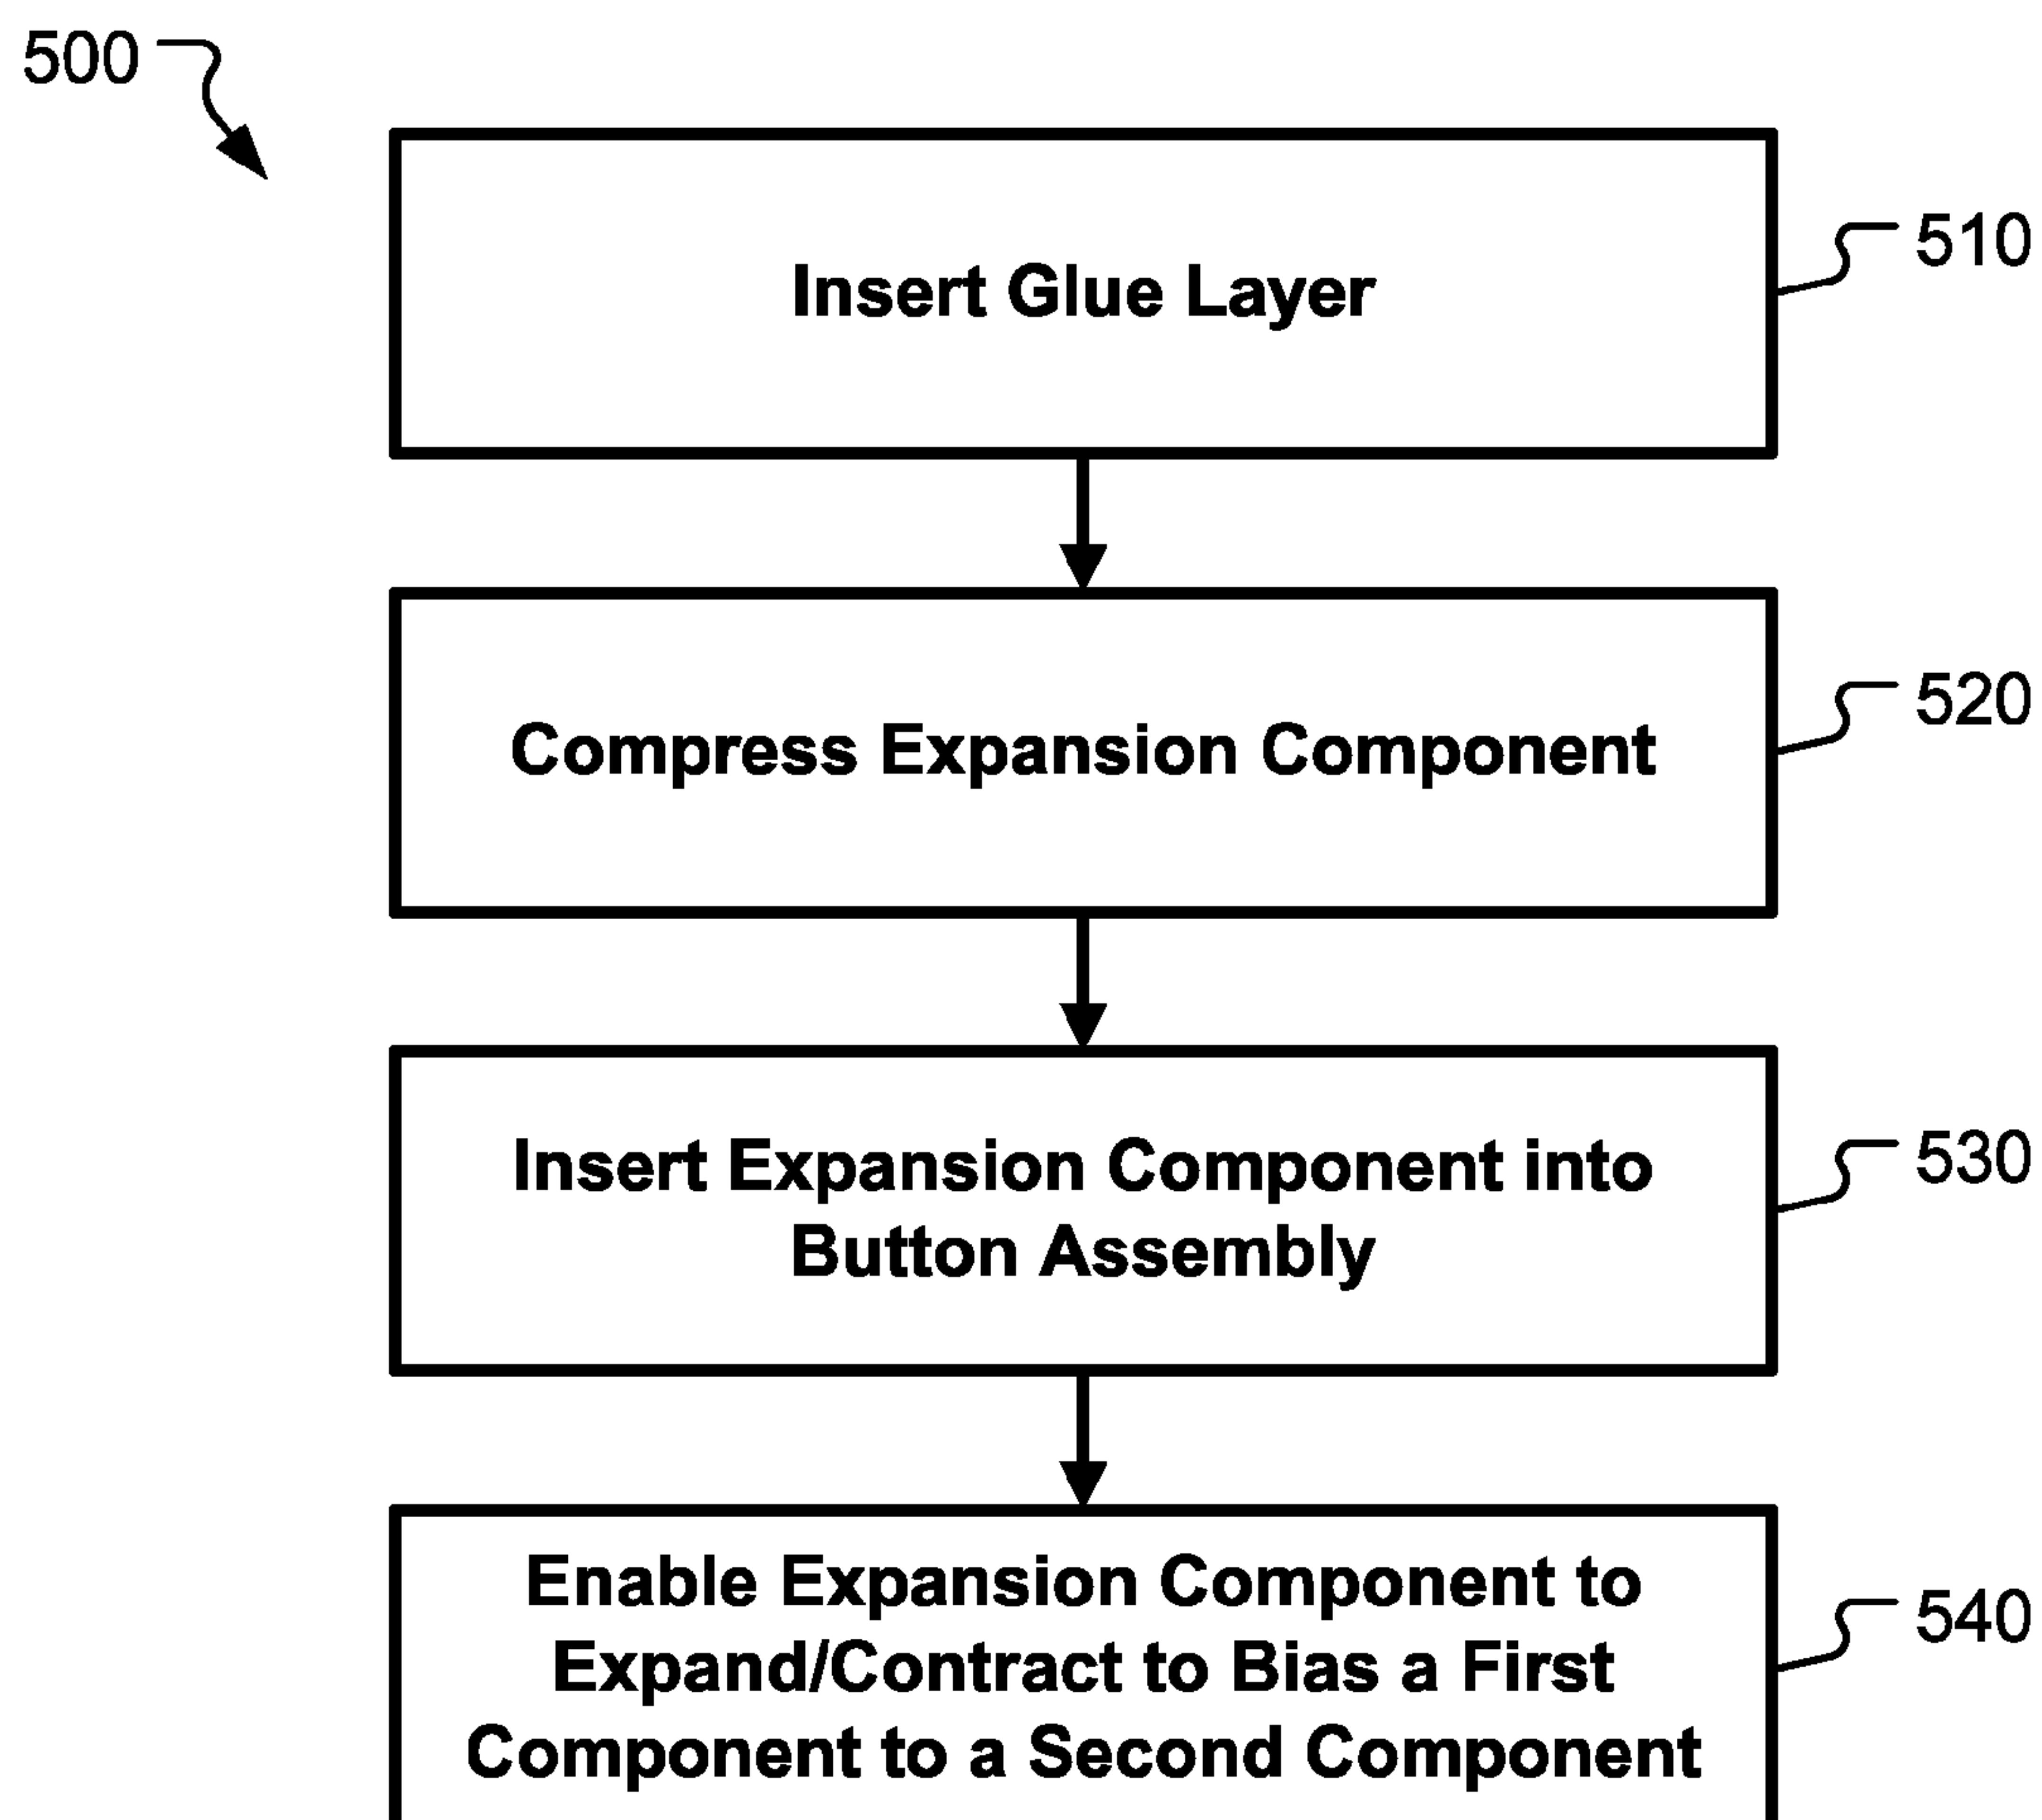 500
Insert Glue Layer
510
Compress Expansion Component
520
Insert Expansion Component into
Button Assembly
530
Enable Expansion Component to
Expand/Contract to Bias a First
Component to a Second Component
540